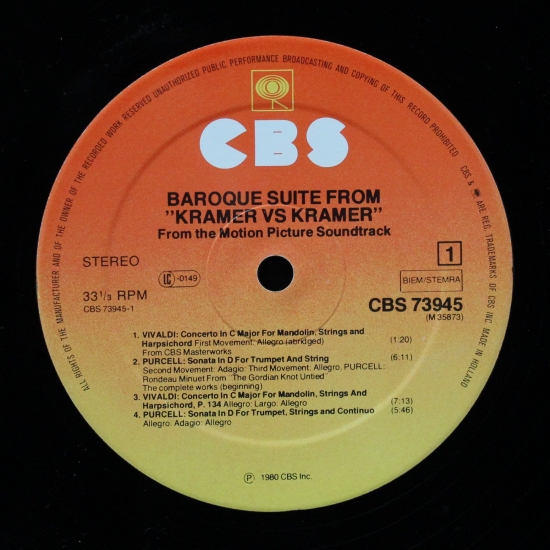 ALL RIGHTS OF THE MANUFACTURER AND OF THE OWNER OF THE RECORDED WORK RESERVED UNAUTHORIZED PUBLIC PERFORMANCE BROADCASTING AND COPYING OF THIS RECORD PROHIBITED
CBS & ARE REG. TRADEMARKS OF CBS INC MADE IN HOLLAND
CBS
BAROQUE SUITE FROM
"KRAMER VS KRAMER"
From the Motion Picture Soundtrack
STEREO
LC -0149
1
BIEM/STEMRA
33 1/3 RPM
CBS 73945-1
CBS 73945
(M 35873)
1. VIVALDI: Concerto In C Major For Mandolin, Strings and
Harpsichord First Movement: Allegro (abridged) (1:20)
From CBS Masterworks
2. PURCELL: Sonata In D For Trumpet And String (6:11)
Second Movement: Adagio: Third Movement. Allegro. PURCELL:
Rondeau Minuet From "The Gordian Knot Untied
The complete works (beginning)
3. VIVALDI: Concerto In C Major For Mandolin, Strings And
Harpsichord, P. 134 Allegro: Largo: Allegro (7:13)
4. PURCELL: Sonata In D For Trumpet, Strings and Continuo (5:46)
Allegro: Adagio: Allegro
℗ 1980 CBS Inc.